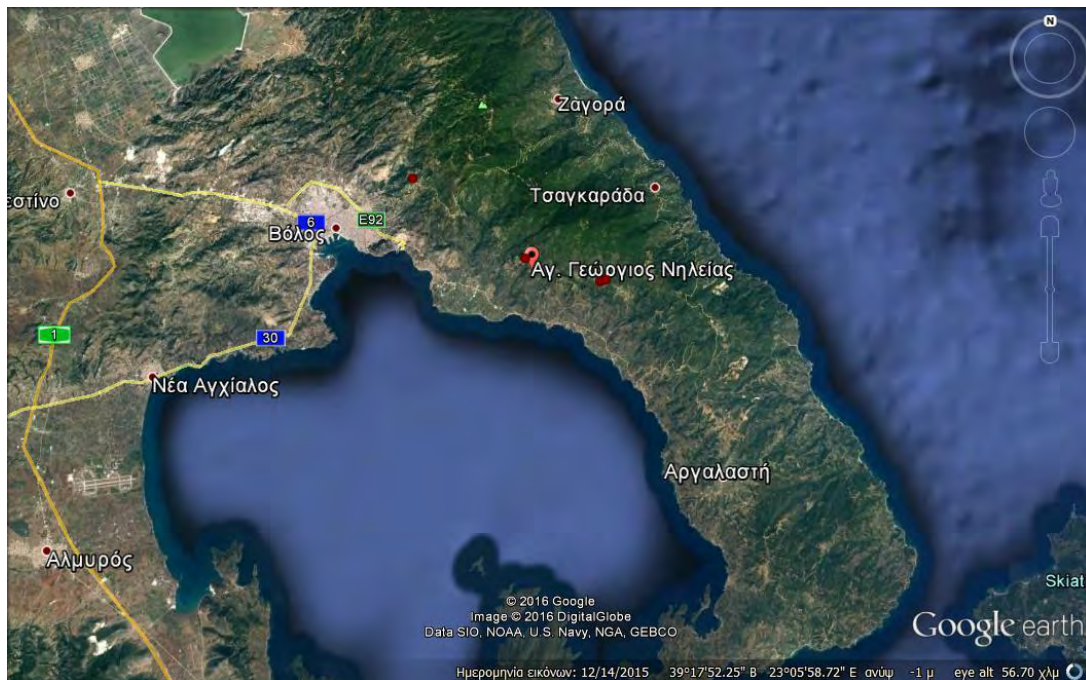 N
Ζαγορά
Τσαγκαράδα
εστίνο
E92
6
Βόλος
Αγ. Γεώργιος Νηλείας
1
30
Νέα Αγχίαλος
Αργαλαστή
Αλμυρός
© 2016 Google
Image © 2016 DigitalGlobe
Data SIO, NOAA, U.S. Navy, NGA, GEBCO
Skiat
Google earth
Ημερομηνία εικόνων: 12/14/2015 39°17'52.25" Β 23°05'58.72" Ε ανύψ -1 μ eye alt 56.70 χλμ